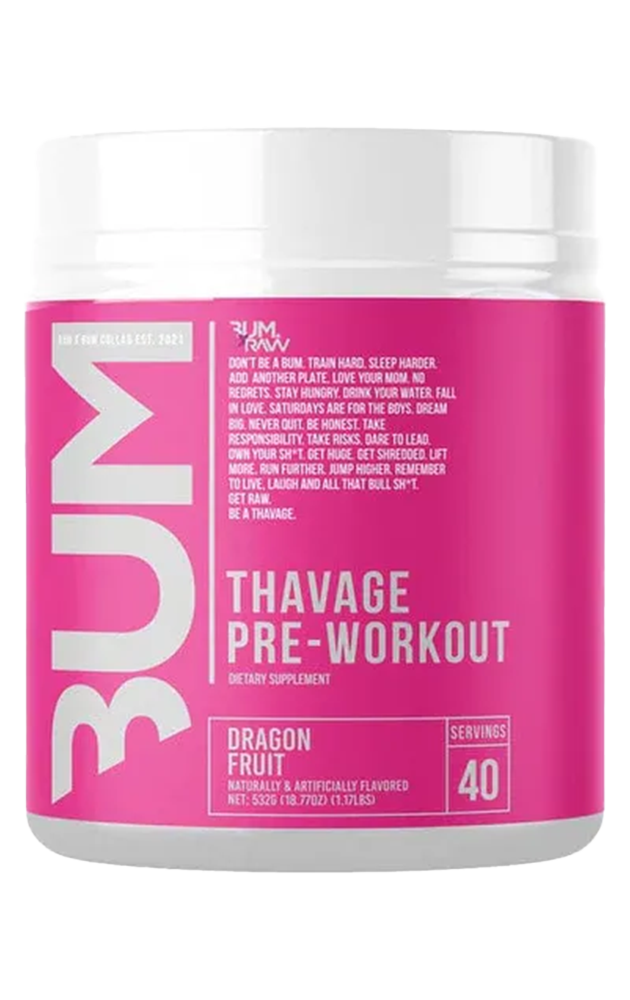 BUM
RAW X BUM COLLAB EST. 2021
BUM
RAW
DON'T BE A BUM. TRAIN HARD. SLEEP HARDER.
ADD ANOTHER PLATE. LOVE YOUR MOM. NO
REGRETS. STAY HUNGRY. DRINK YOUR WATER. FALL
IN LOVE. SATURDAYS ARE FOR THE BOYS. DREAM
BIG. NEVER QUIT. BE HONEST. TAKE
RESPONSIBILITY. TAKE RISKS. DARE TO LEAD.
OWN YOUR SH*T. GET HUGE. GET SHREDDED. LIFT
MORE. RUN FURTHER. JUMP HIGHER. REMEMBER
TO LIVE, LAUGH AND ALL THAT BULL SH*T.
GET RAW.
BE A THAVAGE.
THAVAGE
PRE-WORKOUT
DIETARY SUPPLEMENT
DRAGON
FRUIT
NATURALLY & ARTIFICIALLY FLAVORED
NET: 532G (18.77OZ) (1.17LBS)
SERVINGS
40